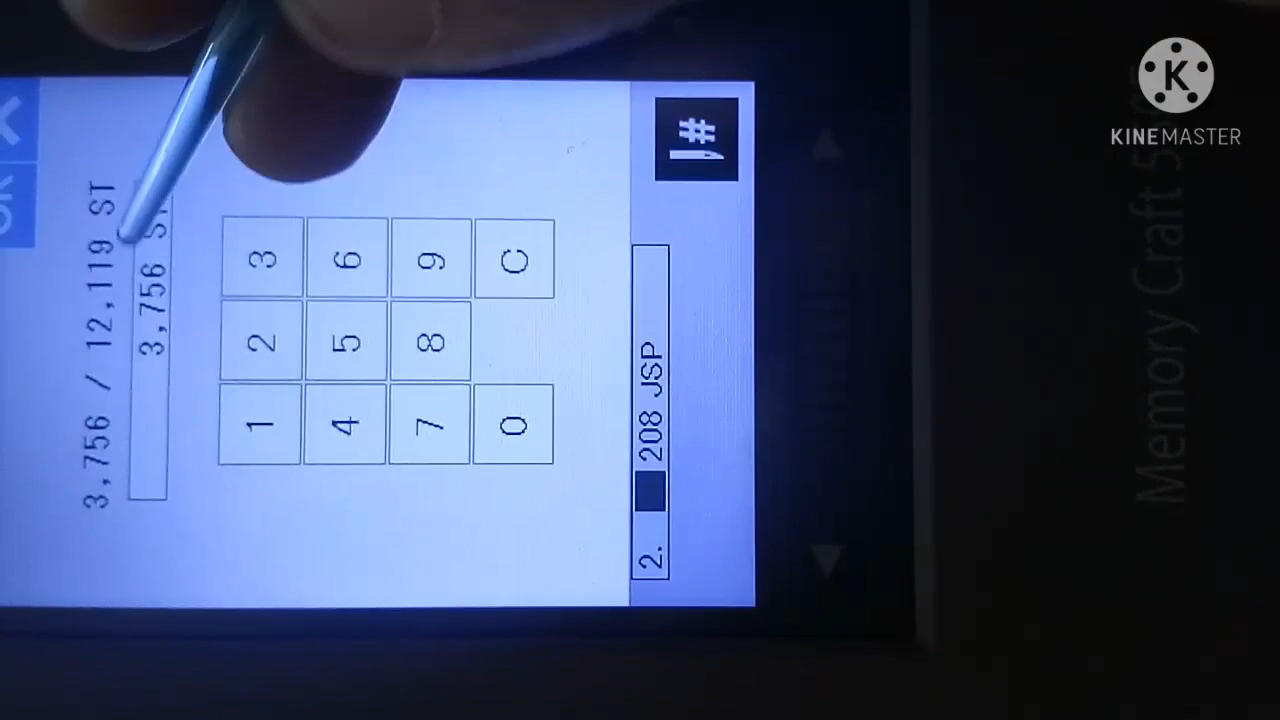 3,756 / 12,119 ST
3,756
1 2 3
4 5 6
7 8 9
0 C
2. 208 JSP
#
Memory Craft
K
KINEMASTER